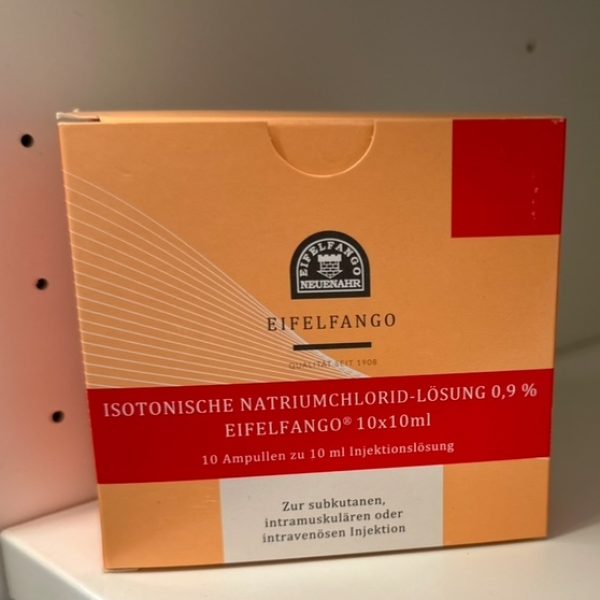 EIFELFANGO
NEUENAHR
EIFELFANGO
QUALITÄT SEIT 1908
ISOTONISCHE NATRIUMCHLORID-LÖSUNG 0,9 %
EIFELFANGO® 10x10ml
10 Ampullen zu 10 ml Injektionslösung
Zur subkutanen,
intramuskulären oder
intravenösen Injektion